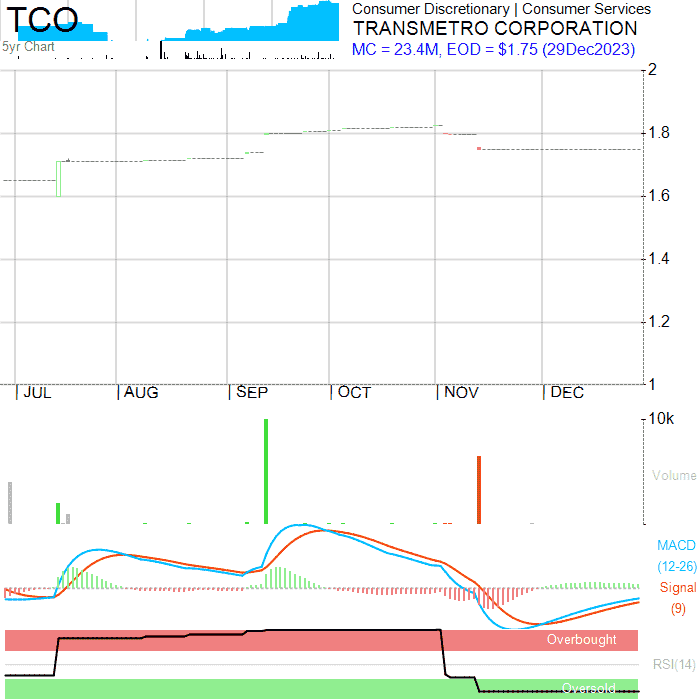 TCO
Consumer Discretionary | Consumer Services
TRANSMETRO CORPORATION
5yr Chart
MC = 23.4M, EOD = $1.75 (29Dec2023)
2
1.8
1.6
1.4
1.2
1
| JUL | AUG | SEP | OCT | NOV | DEC
10k
Volume
MACD
(12-26)
Signal
(9)
Overbought
RSI(14)
Oversold